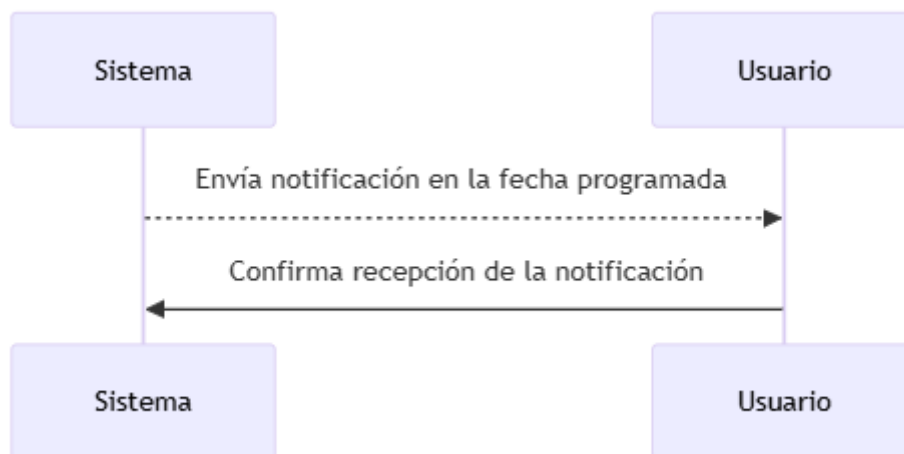 Sistema
Usuario
Envía notificación en la fecha programada
Confirma recepción de la notificación
Sistema
Usuario